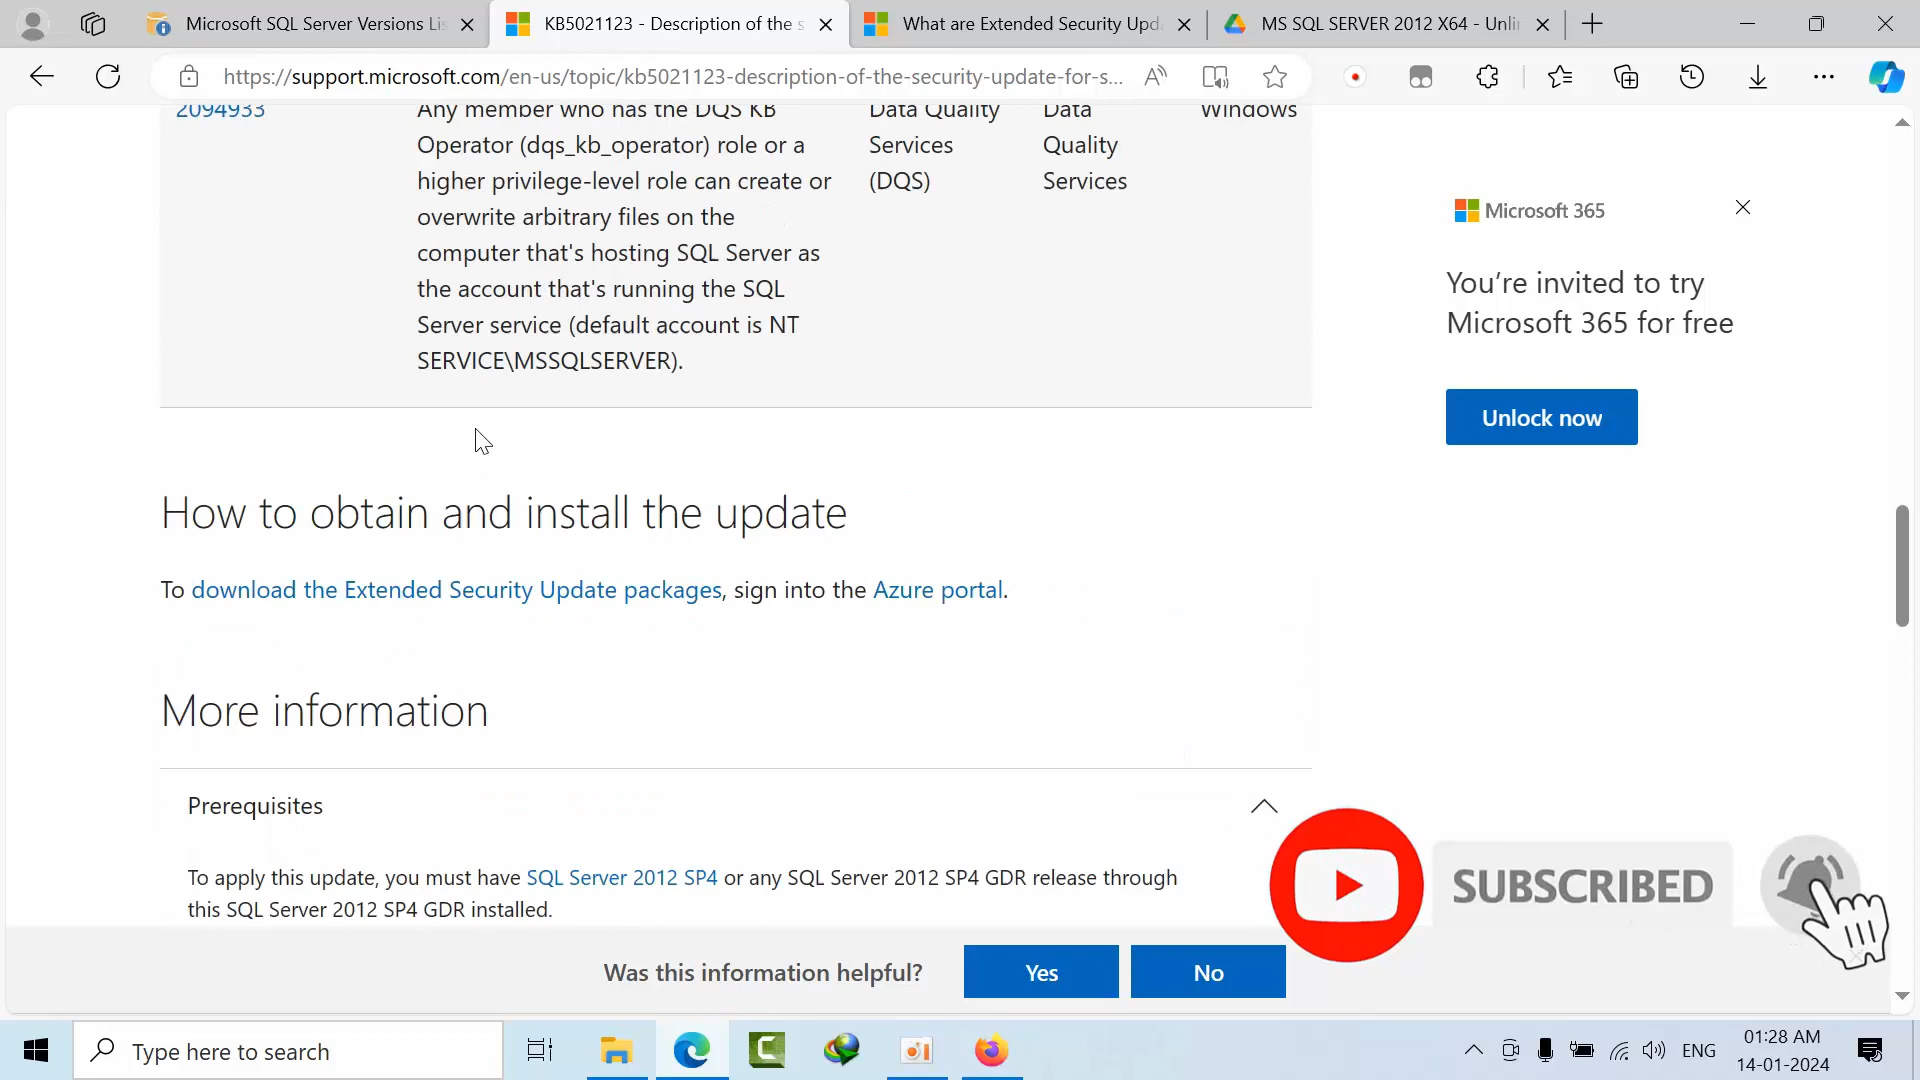 Microsoft SQL Server Versions Li
KB5021123 - Description of the s
What are Extended Security Upd
MS SQL SERVER 2012 X64 - Unli
https://support.microsoft.com/en-us/topic/kb5021123-description-of-the-security-update-for-s...
2094933
Any member who has the DQS KB
Operator (dqs_kb_operator) role or a
higher privilege-level role can create or
overwrite arbitrary files on the
computer that's hosting SQL Server as
the account that's running the SQL
Server service (default account is NT
SERVICE\MSSQLSERVER).
Data Quality
Services
(DQS)
Data
Quality
Services
Windows
Microsoft 365
You're invited to try
Microsoft 365 for free
Unlock now
How to obtain and install the update
To download the Extended Security Update packages, sign into the Azure portal.
More information
Prerequisites
To apply this update, you must have SQL Server 2012 SP4 or any SQL Server 2012 SP4 GDR release through
this SQL Server 2012 SP4 GDR installed.
SUBSCRIBED
Was this information helpful?
Yes
No
Type here to search
ENG
01:28 AM
14-01-2024